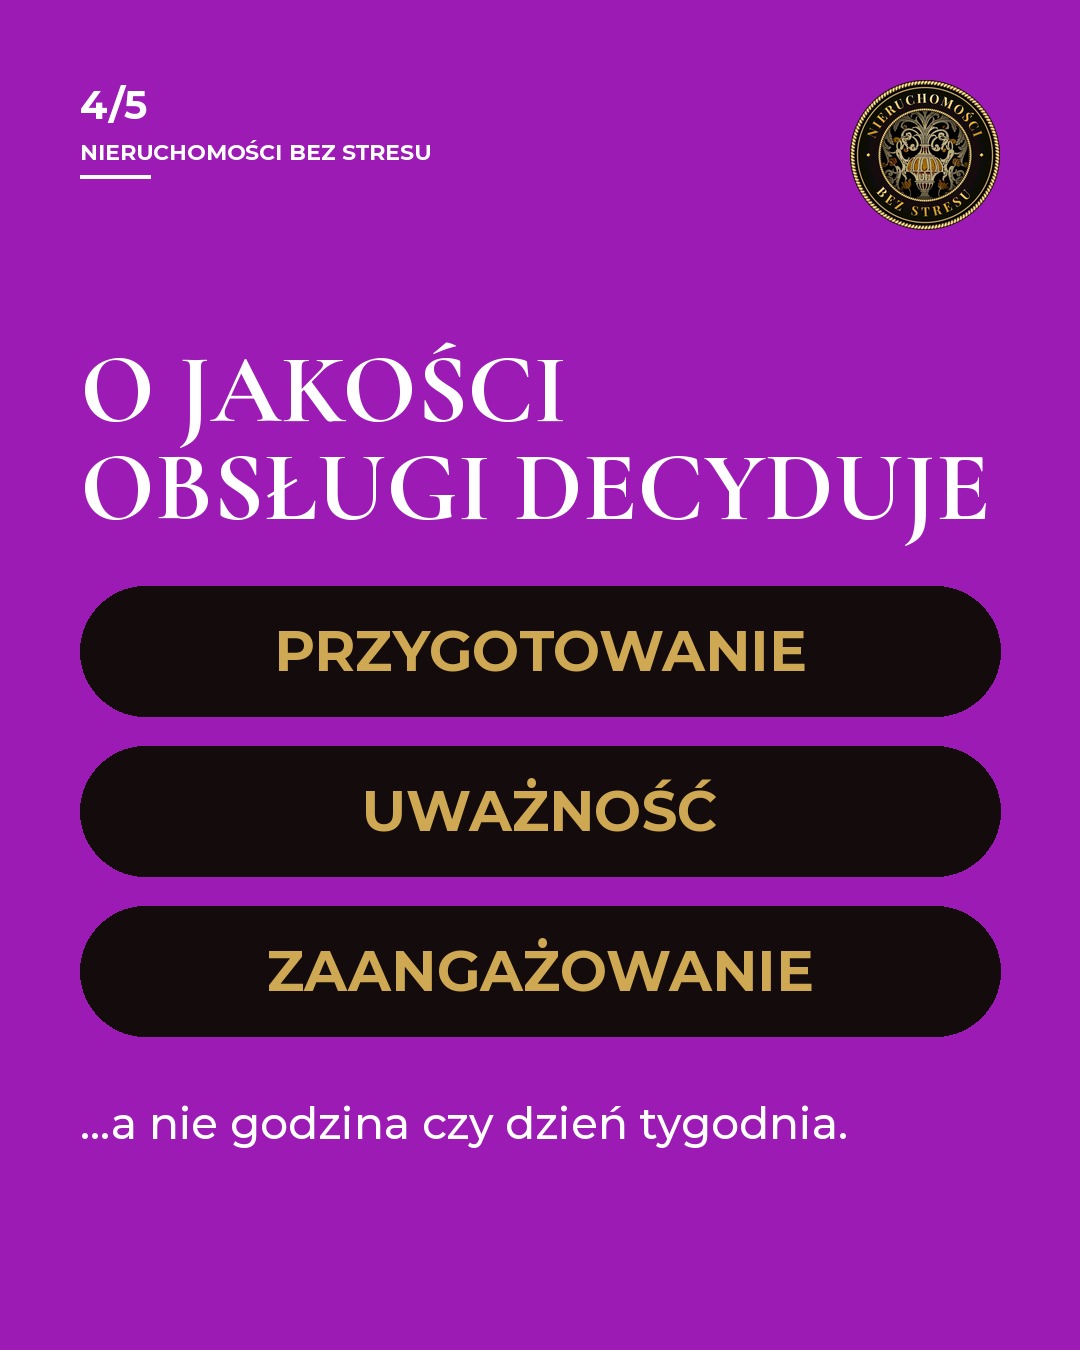 4/5
NIERUCHOMOŚCI BEZ STRESU
NIERUCHOMOŚCI
BEZ STRESU
O JAKOŚCI
OBSŁUGI DECYDUJE
PRZYGOTOWANIE
UWAŻNOŚĆ
ZAANGAŻOWANIE
...a nie godzina czy dzień tygodnia.